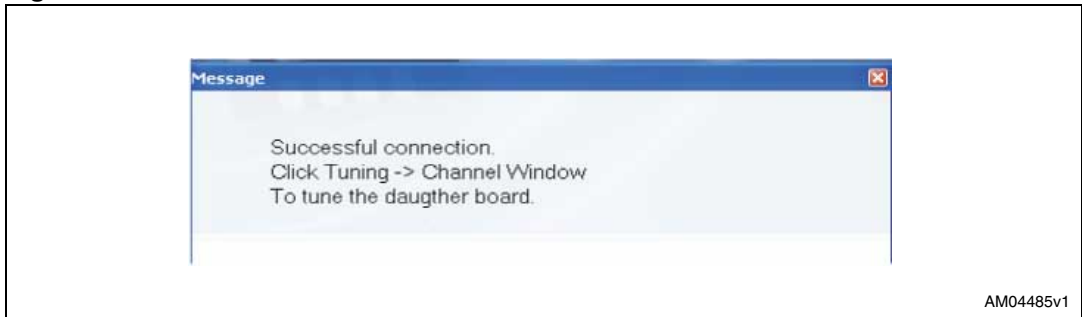 Message
Successful connection.
Click Tuning -> Channel Window
To tune the daugther board.
AM04485v1